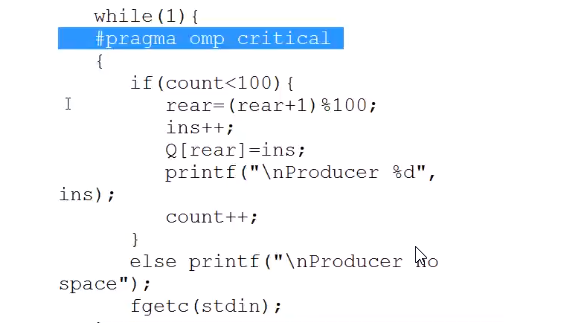 while(1){
#pragma omp critical
{
if(count<100){
rear=(rear+1)%100;
ins++;
Q[rear]=ins;
printf("\nProducer %d",
ins);
count++;
}
else printf("\nProducer no
space");
fgetc(stdin);